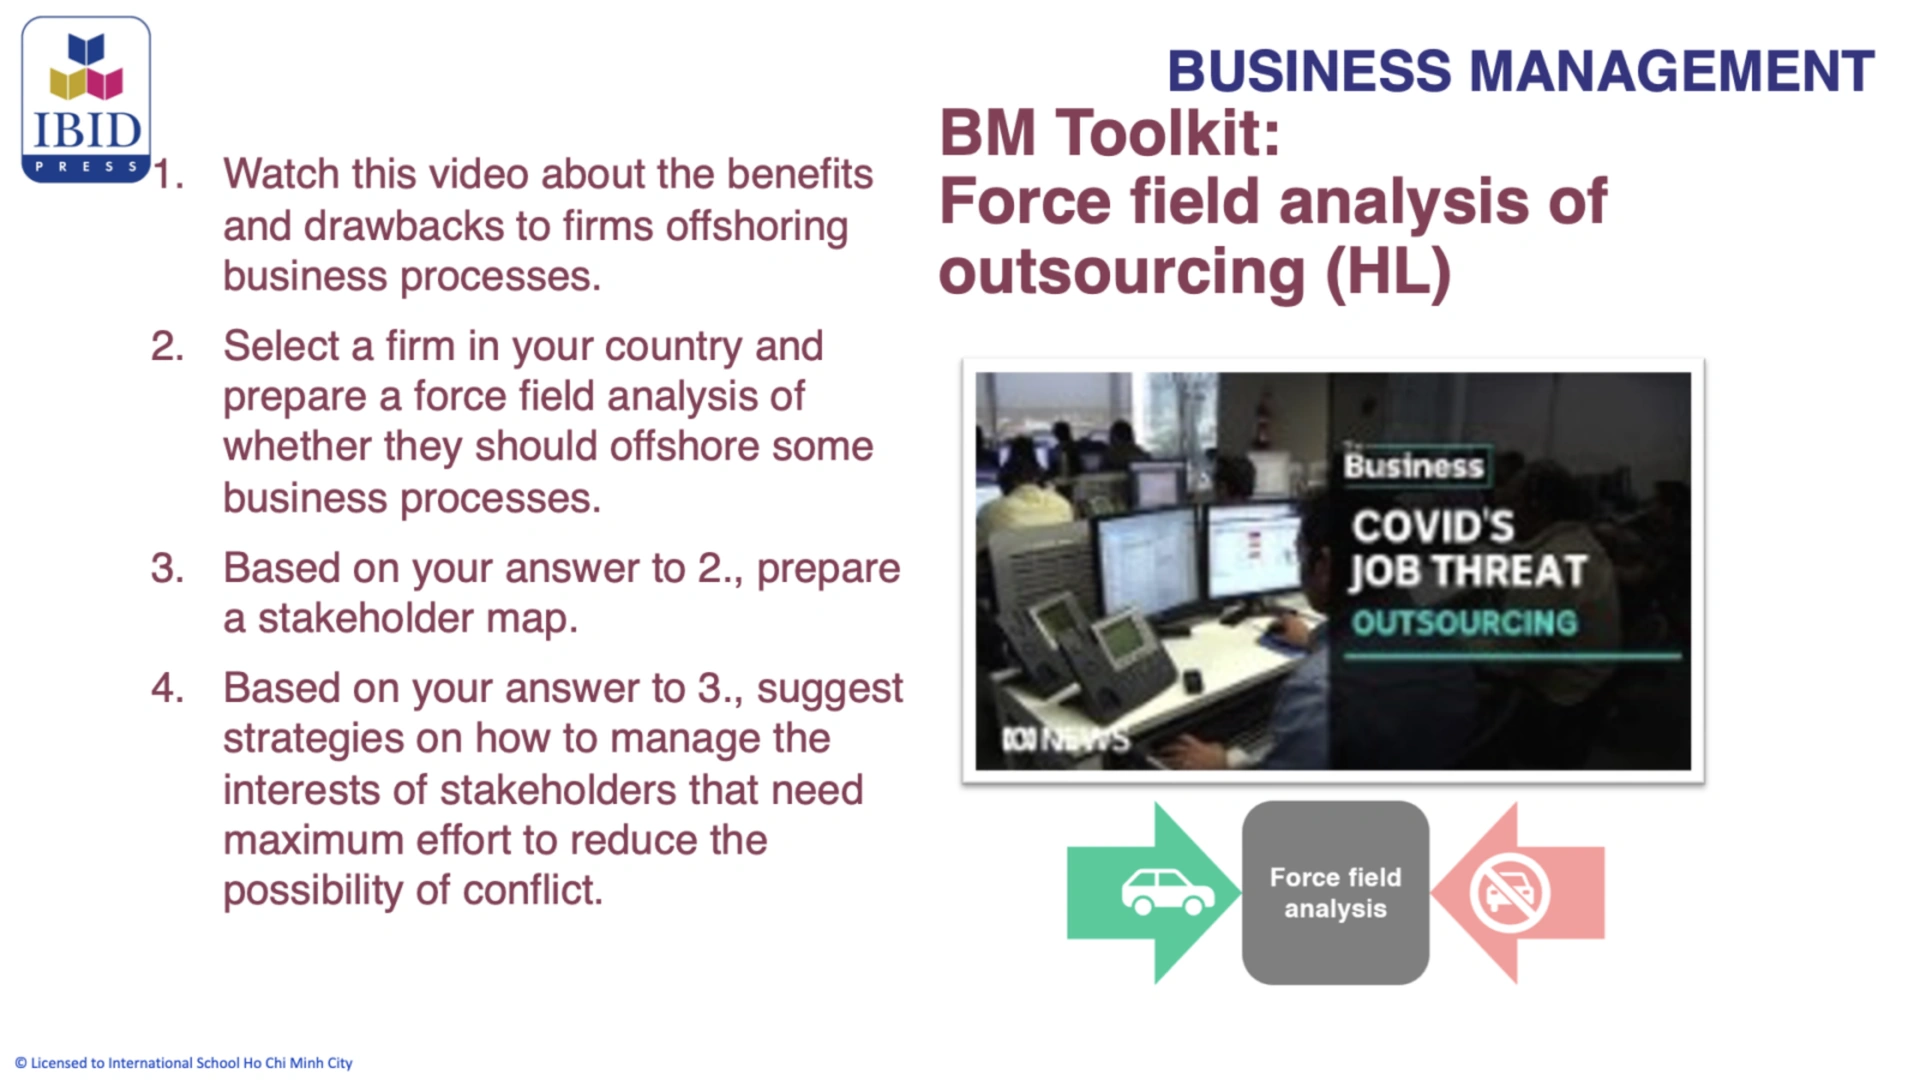 IBID
PRESS
BUSINESS MANAGEMENT
BM Toolkit:
Force field analysis of
outsourcing (HL)
1. Watch this video about the benefits
and drawbacks to firms offshoring
business processes.
2. Select a firm in your country and
prepare a force field analysis of
whether they should offshore some
business processes.
3. Based on your answer to 2., prepare
a stakeholder map.
4. Based on your answer to 3., suggest
strategies on how to manage the
interests of stakeholders that need
maximum effort to reduce the
possibility of conflict.
The
Business
COVID'S
JOB THREAT
OUTSOURCING
NEWS
Force field
analysis
© Licensed to International School Ho Chi Minh City